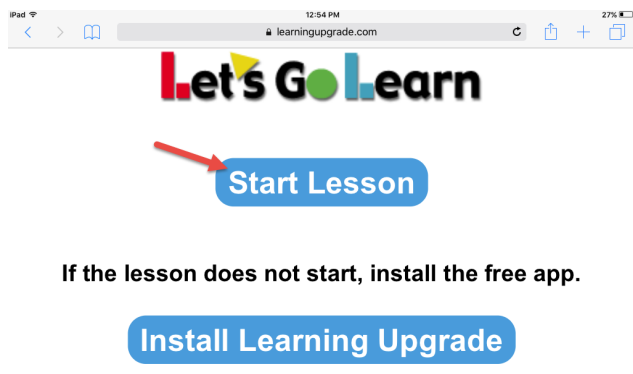 iPad 12:54 PM 27%
learningupgrade.com
Let's Go Learn
Start Lesson
If the lesson does not start, install the free app.
Install Learning Upgrade